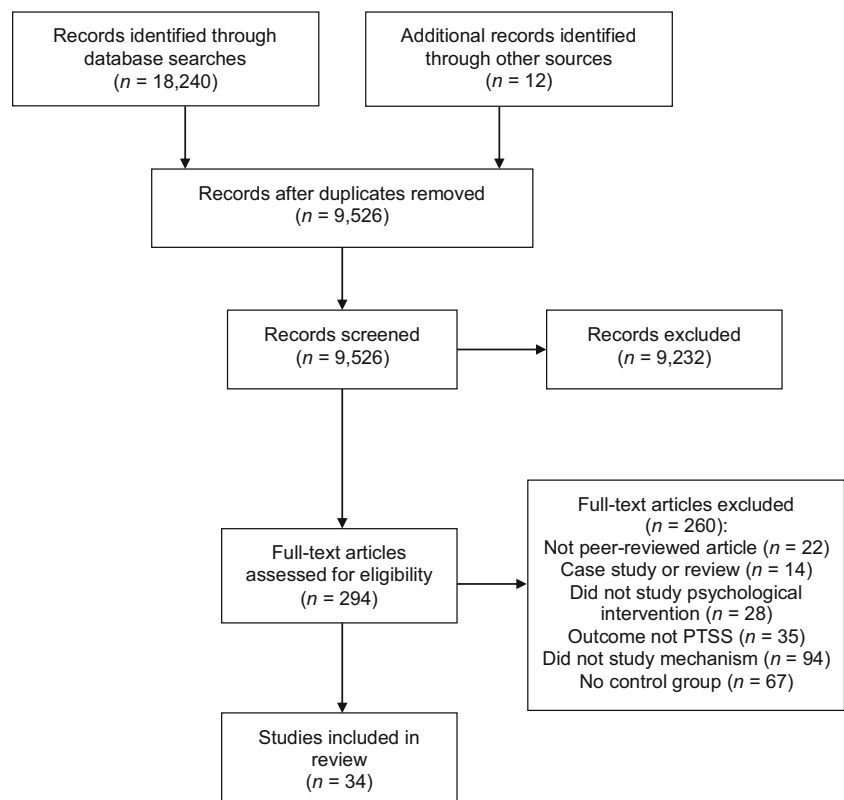 Records identified through
database searches
(n = 18,240)
Additional records identified
through other sources
(n = 12)
Records after duplicates removed
(n = 9,526)
Records screened
(n = 9,526)
Records excluded
(n = 9,232)
Full-text articles
assessed for eligibility
(n = 294)
Full-text articles excluded
(n = 260):
Not peer-reviewed article (n = 22)
Case study or review (n = 14)
Did not study psychological
intervention (n = 28)
Outcome not PTSS (n = 35)
Did not study mechanism (n = 94)
No control group (n = 67)
Studies included in
review
(n = 34)